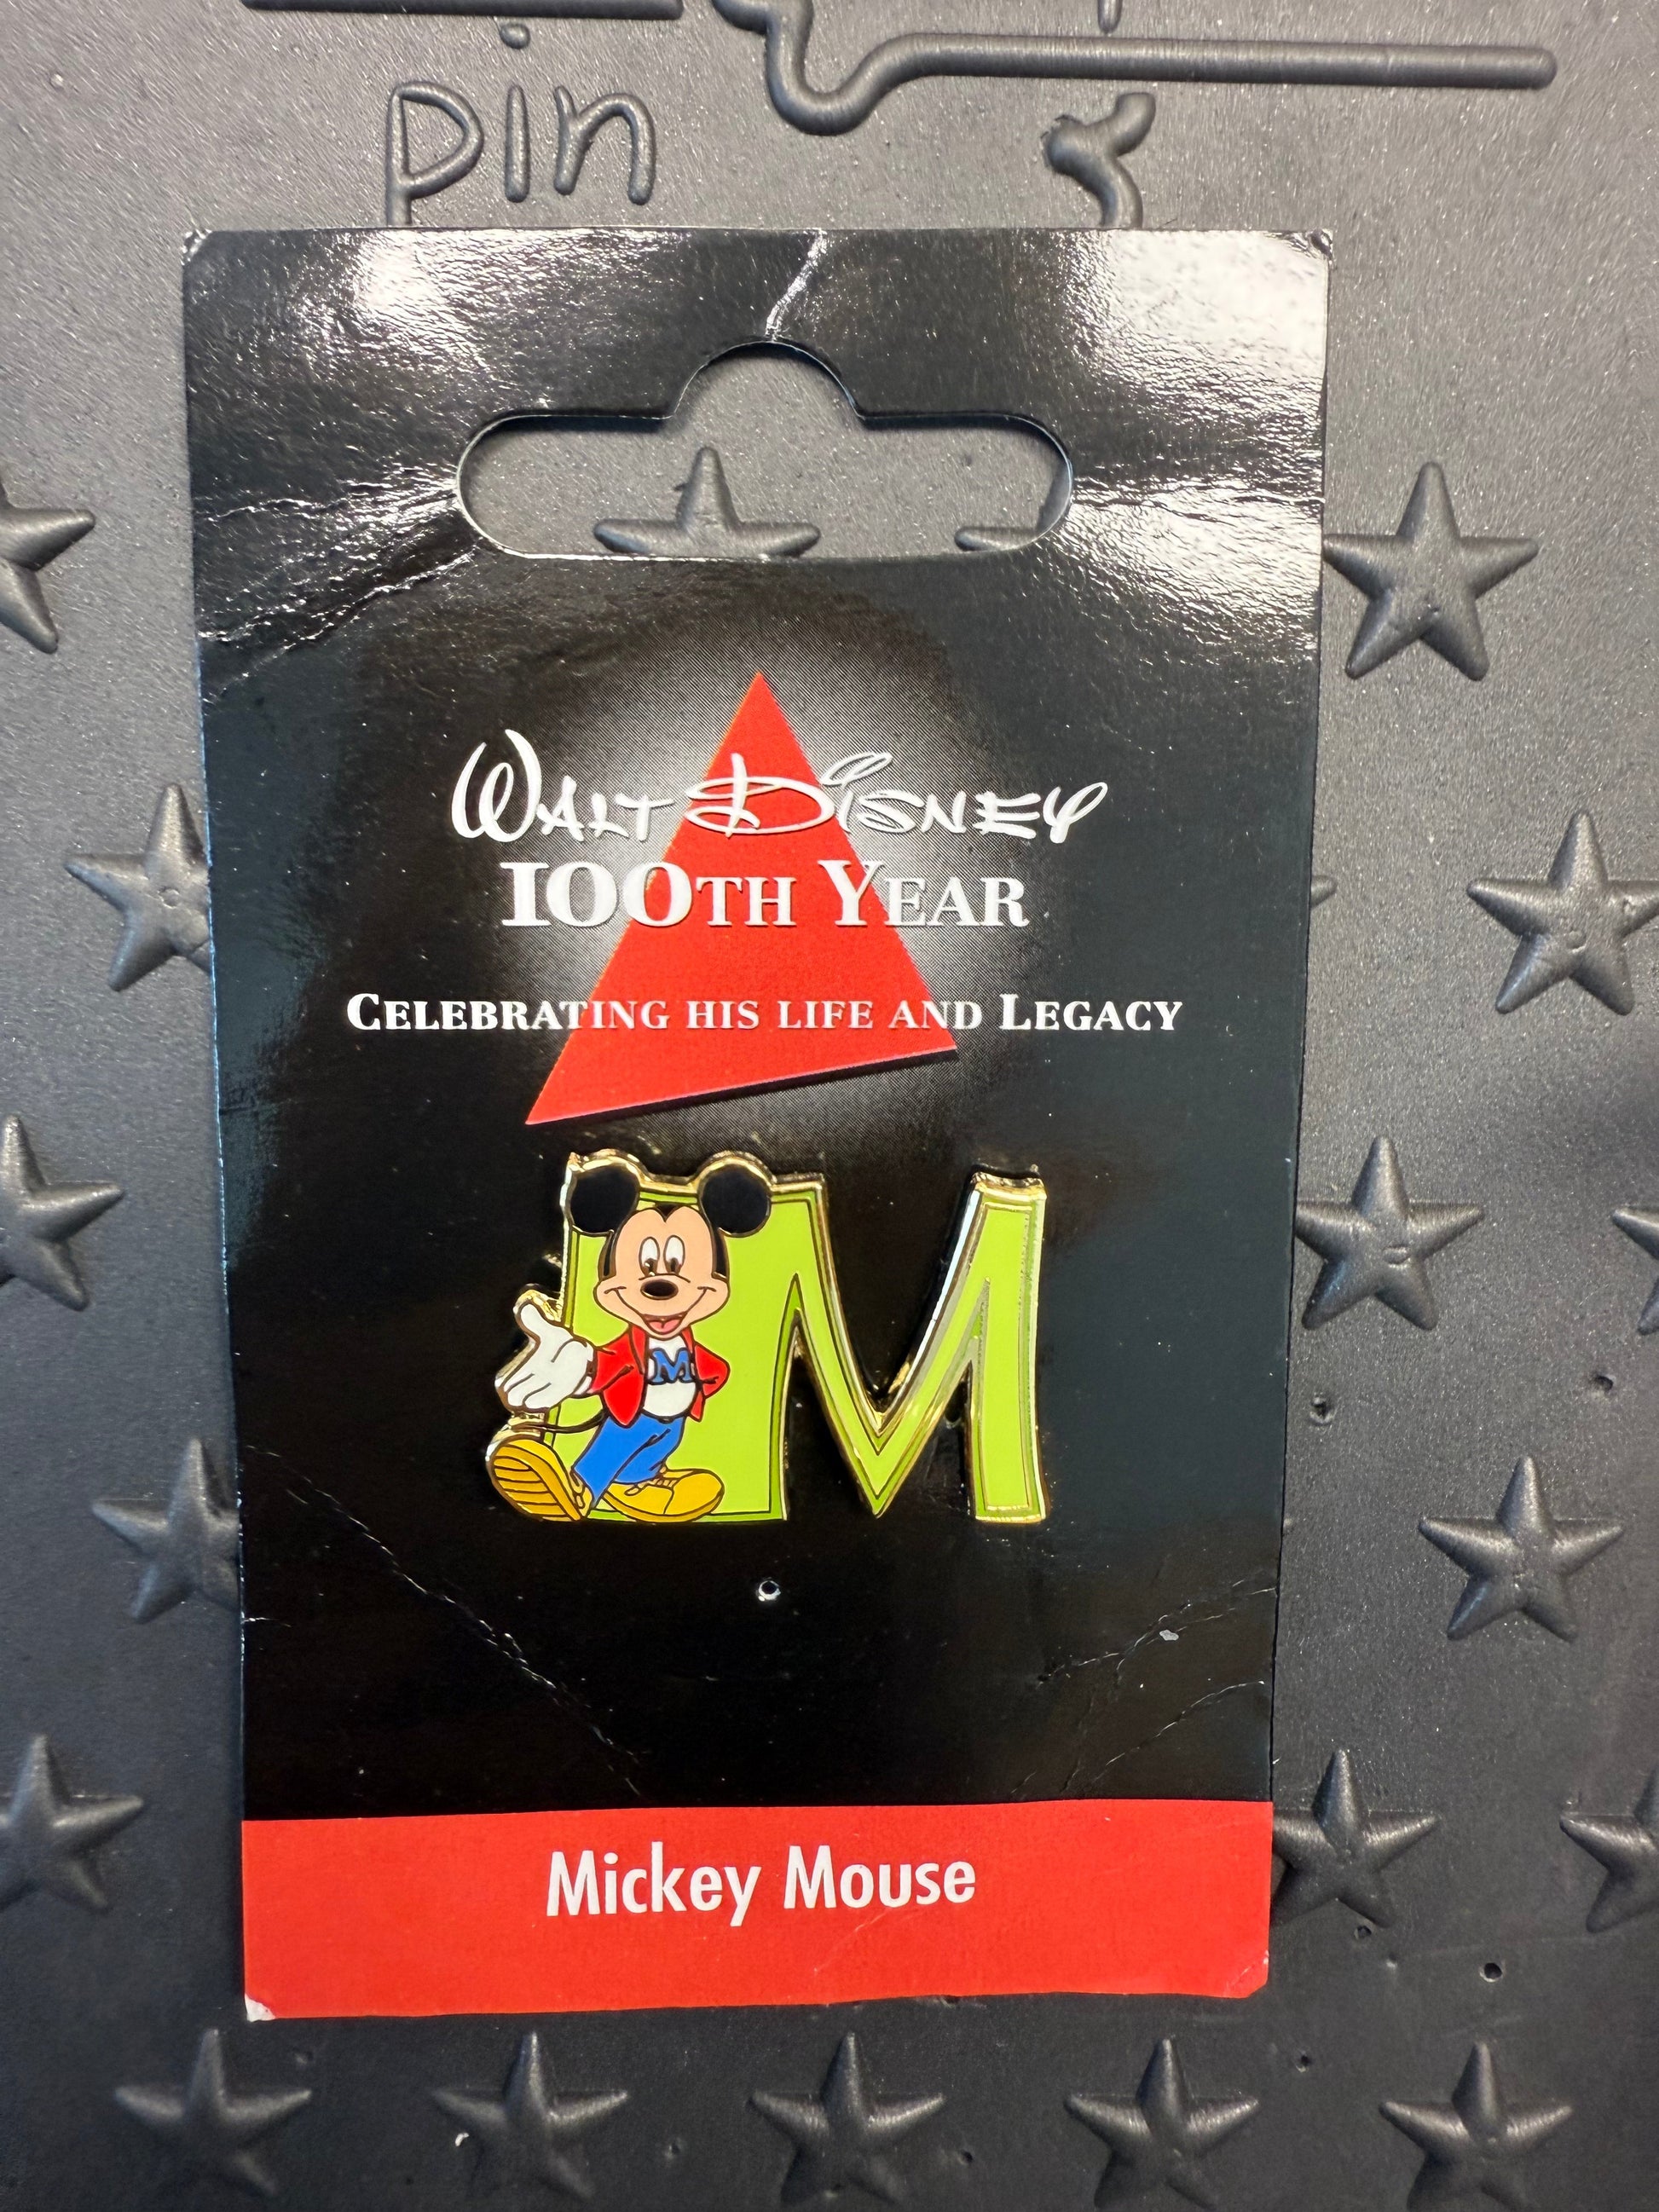 pin
WALT DISNEY
100TH YEAR
CELEBRATING HIS LIFE AND LEGACY
M
M
Mickey Mouse